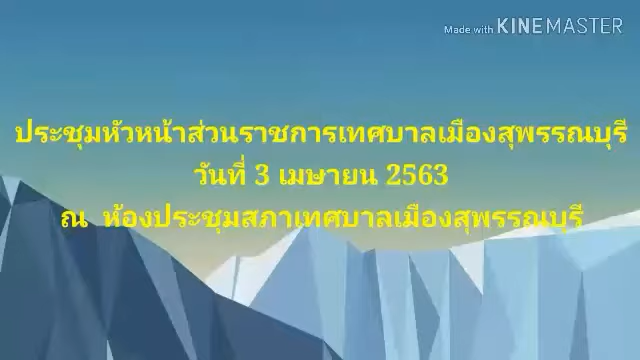 Made with KINEMASTER
ประชุมหัวหน้าส่วนราชการเทศบาลเมืองสุพรรณบุรี
วันที่ 3 เมษายน 2563
ณ ห้องประชุมสภาเทศบาลเมืองสุพรรณบุรี